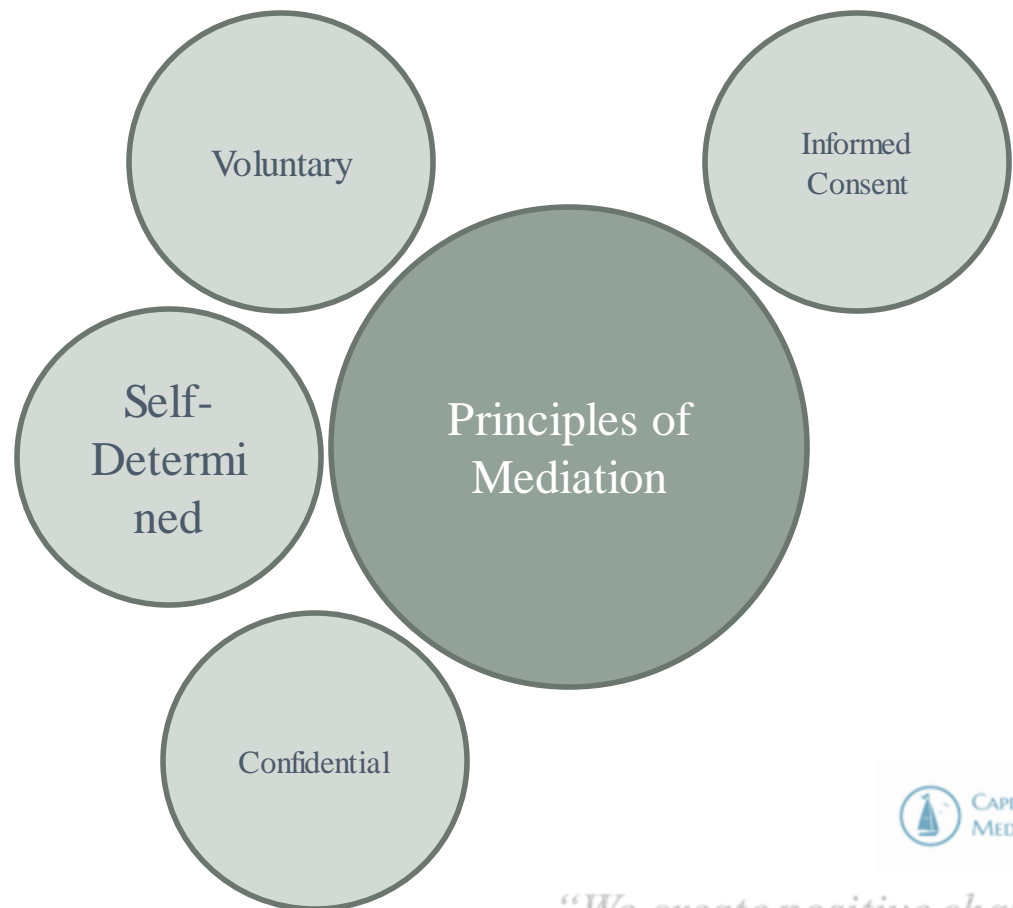 Voluntary
Informed
Consent
Self-
Determi
ned
Principles of
Mediation
Confidential